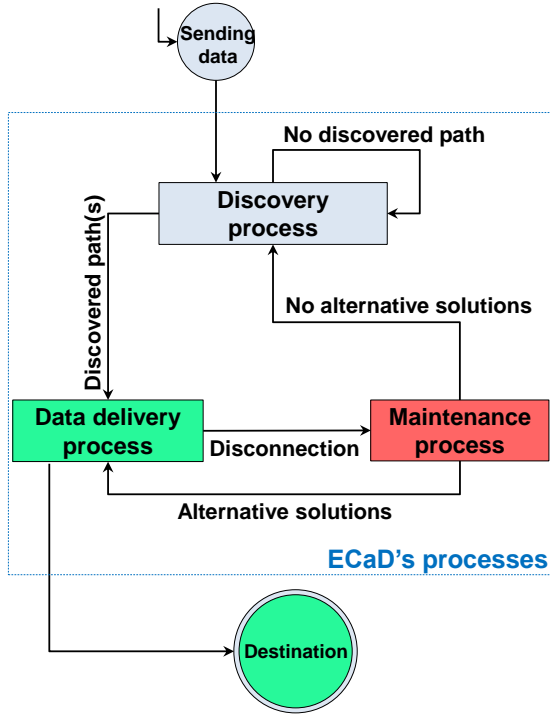 Sending
data
No discovered path
Discovery
process
Discovered path(s)
No alternative solutions
Data delivery
process
Disconnection
Maintenance
process
Alternative solutions
ECaD's processes
Destination